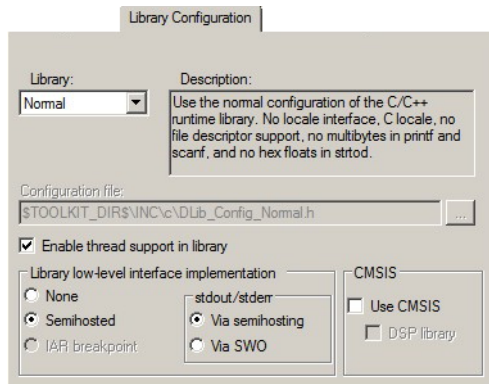 Library Configuration
Library:
Description:
Normal
Use the normal configuration of the C/C++
runtime library. No locale interface, C locale, no
file descriptor support, no multibytes in printf and
scanf, and no hex floats in strtod.
Configuration file:
$TOOLKIT_DIR$\INC\c\DLib_Config_Normal.h
...
Enable thread support in library
Library low-level interface implementation
None
Semihosted
IAR breakpoint
stdout/stderr
Via semihosting
Via SWO
CMSIS
Use CMSIS
DSP library